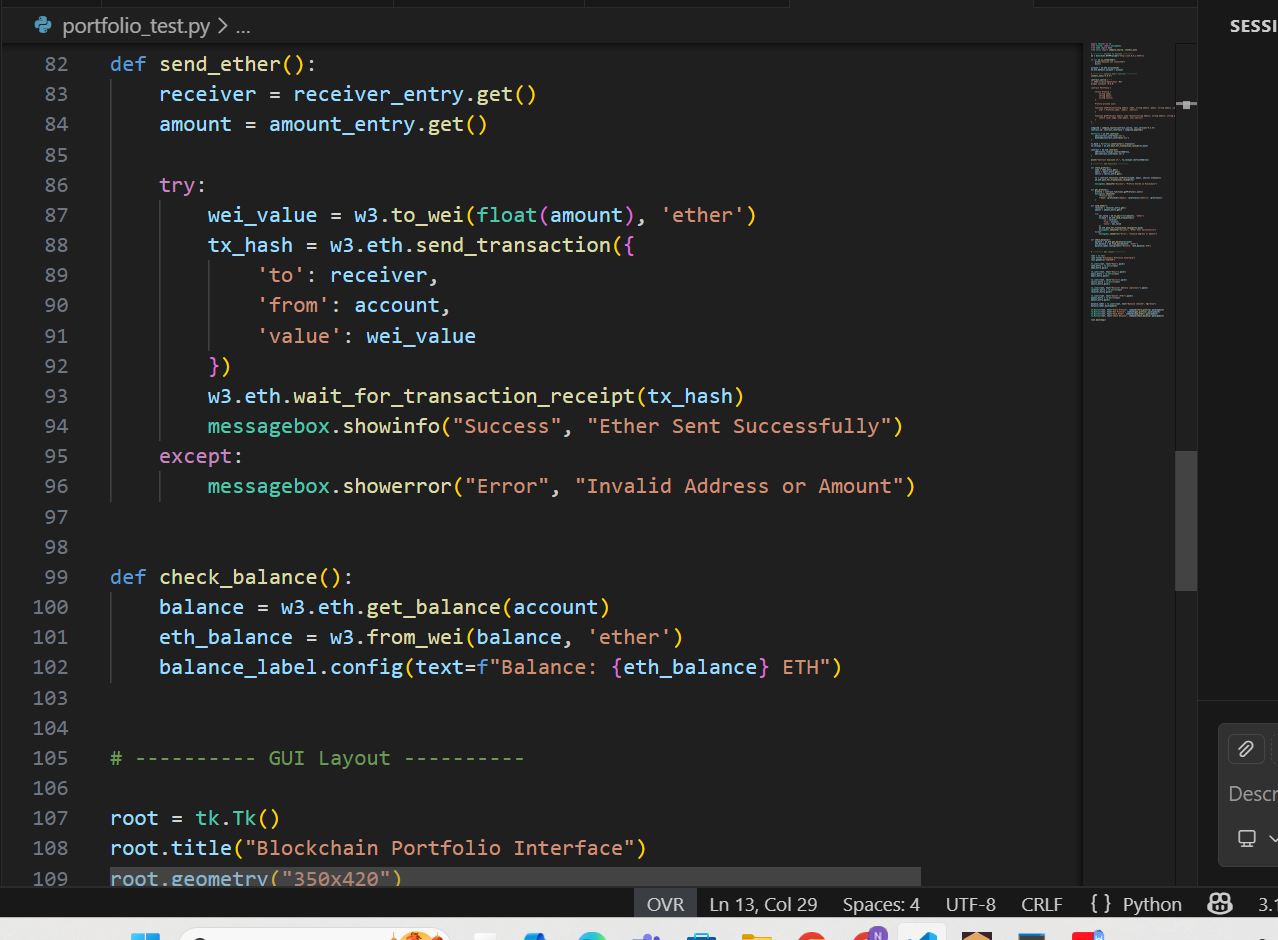 portfolio_test.py > ...
SESSI
82 def send_ether():
83     receiver = receiver_entry.get()
84     amount = amount_entry.get()
85
86     try:
87         wei_value = w3.to_wei(float(amount), 'ether')
88         tx_hash = w3.eth.send_transaction({
89             'to': receiver,
90             'from': account,
91             'value': wei_value
92         })
93         w3.eth.wait_for_transaction_receipt(tx_hash)
94         messagebox.showinfo("Success", "Ether Sent Successfully")
95     except:
96         messagebox.showerror("Error", "Invalid Address or Amount")
97
98
99 def check_balance():
100     balance = w3.eth.get_balance(account)
101     eth_balance = w3.from_wei(balance, 'ether')
102     balance_label.config(text=f"Balance: {eth_balance} ETH")
103
104
105 # ---------- GUI Layout ----------
106
107 root = tk.Tk()
108 root.title("Blockchain Portfolio Interface")
109 root.geometry("350x420")
Descr
OVR Ln 13, Col 29 Spaces: 4 UTF-8 CRLF { } Python 3.1
N